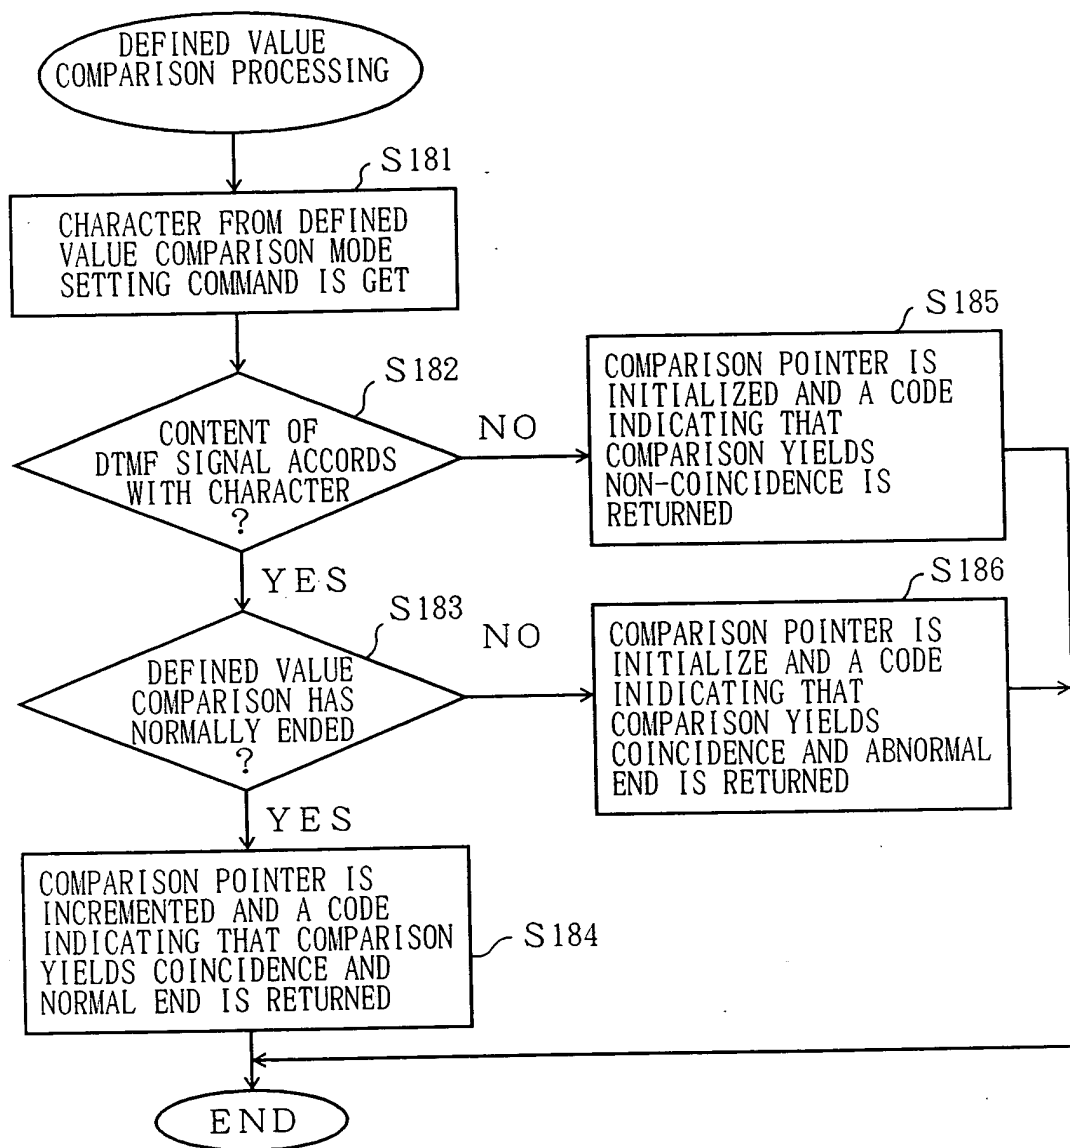 DEFINED VALUE
COMPARISON PROCESSING
S181
CHARACTER FROM DEFINED
VALUE COMPARISON MODE
SETTING COMMAND IS GET
S182
CONTENT OF
DTMF SIGNAL ACCORDS
WITH CHARACTER
?
NO
S185
COMPARISON POINTER IS
INITIALIZED AND A CODE
INDICATING THAT
COMPARISON YIELDS
NON-COINCIDENCE IS
RETURNED
YES
S183
DEFINED VALUE
COMPARISON HAS
NORMALLY ENDED
?
NO
S186
COMPARISON POINTER IS
INITIALIZE AND A CODE
INIDICATING THAT
COMPARISON YIELDS
COINCIDENCE AND ABNORMAL
END IS RETURNED
YES
COMPARISON POINTER IS
INCREMENTED AND A CODE
INDICATING THAT COMPARISON
YIELDS COINCIDENCE AND
NORMAL END IS RETURNED
S184
END